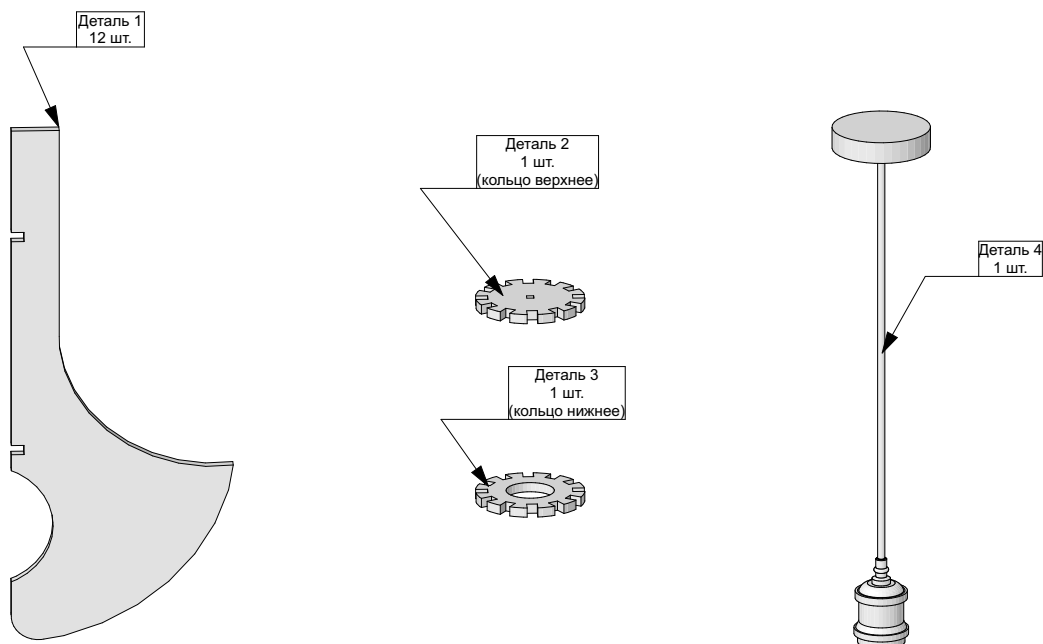 Деталь 1
12 шт.
Деталь 2
1 шт.
(кольцо верхнее)
Деталь 3
1 шт.
(кольцо нижнее)
Деталь 4
1 шт.